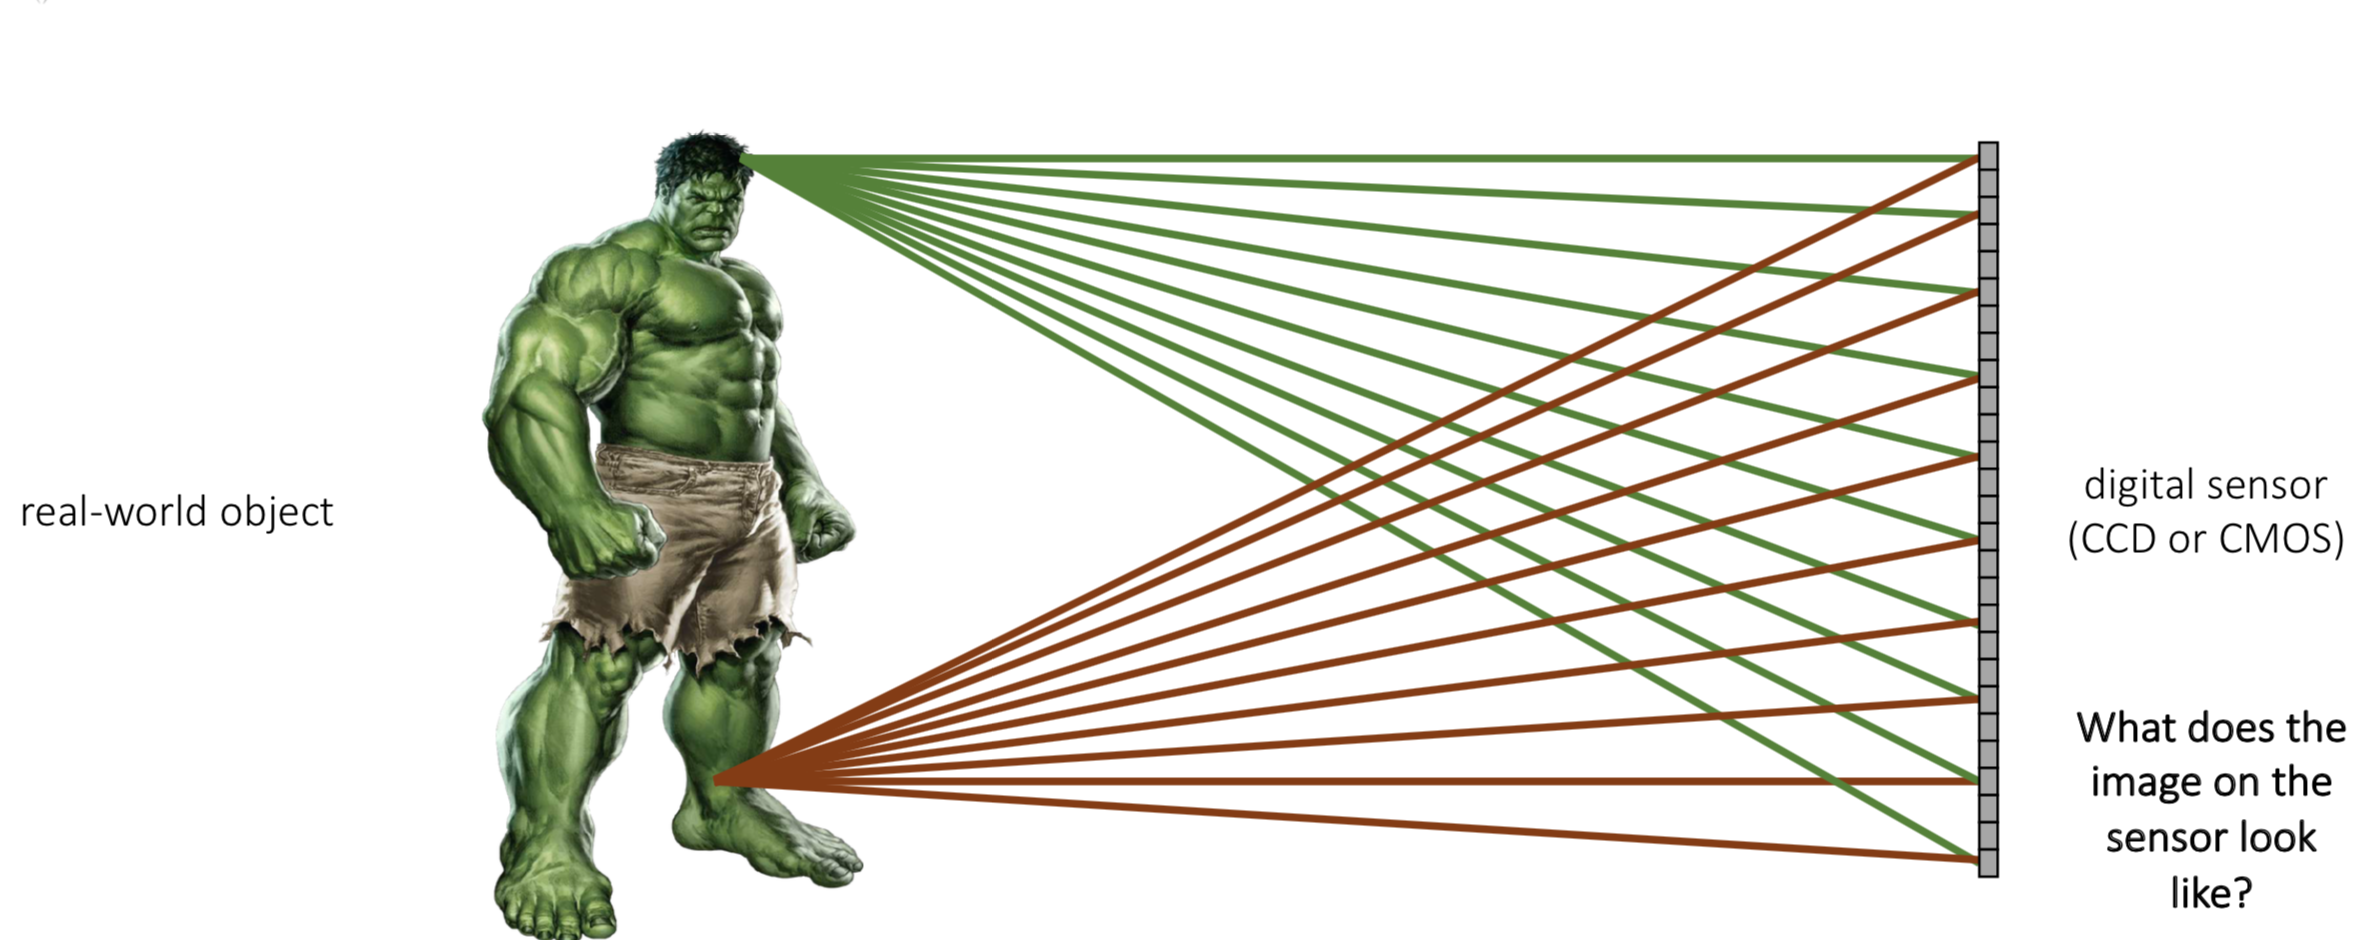 real-world object
digital sensor
(CCD or CMOS)
What does the
image on the
sensor look
like?